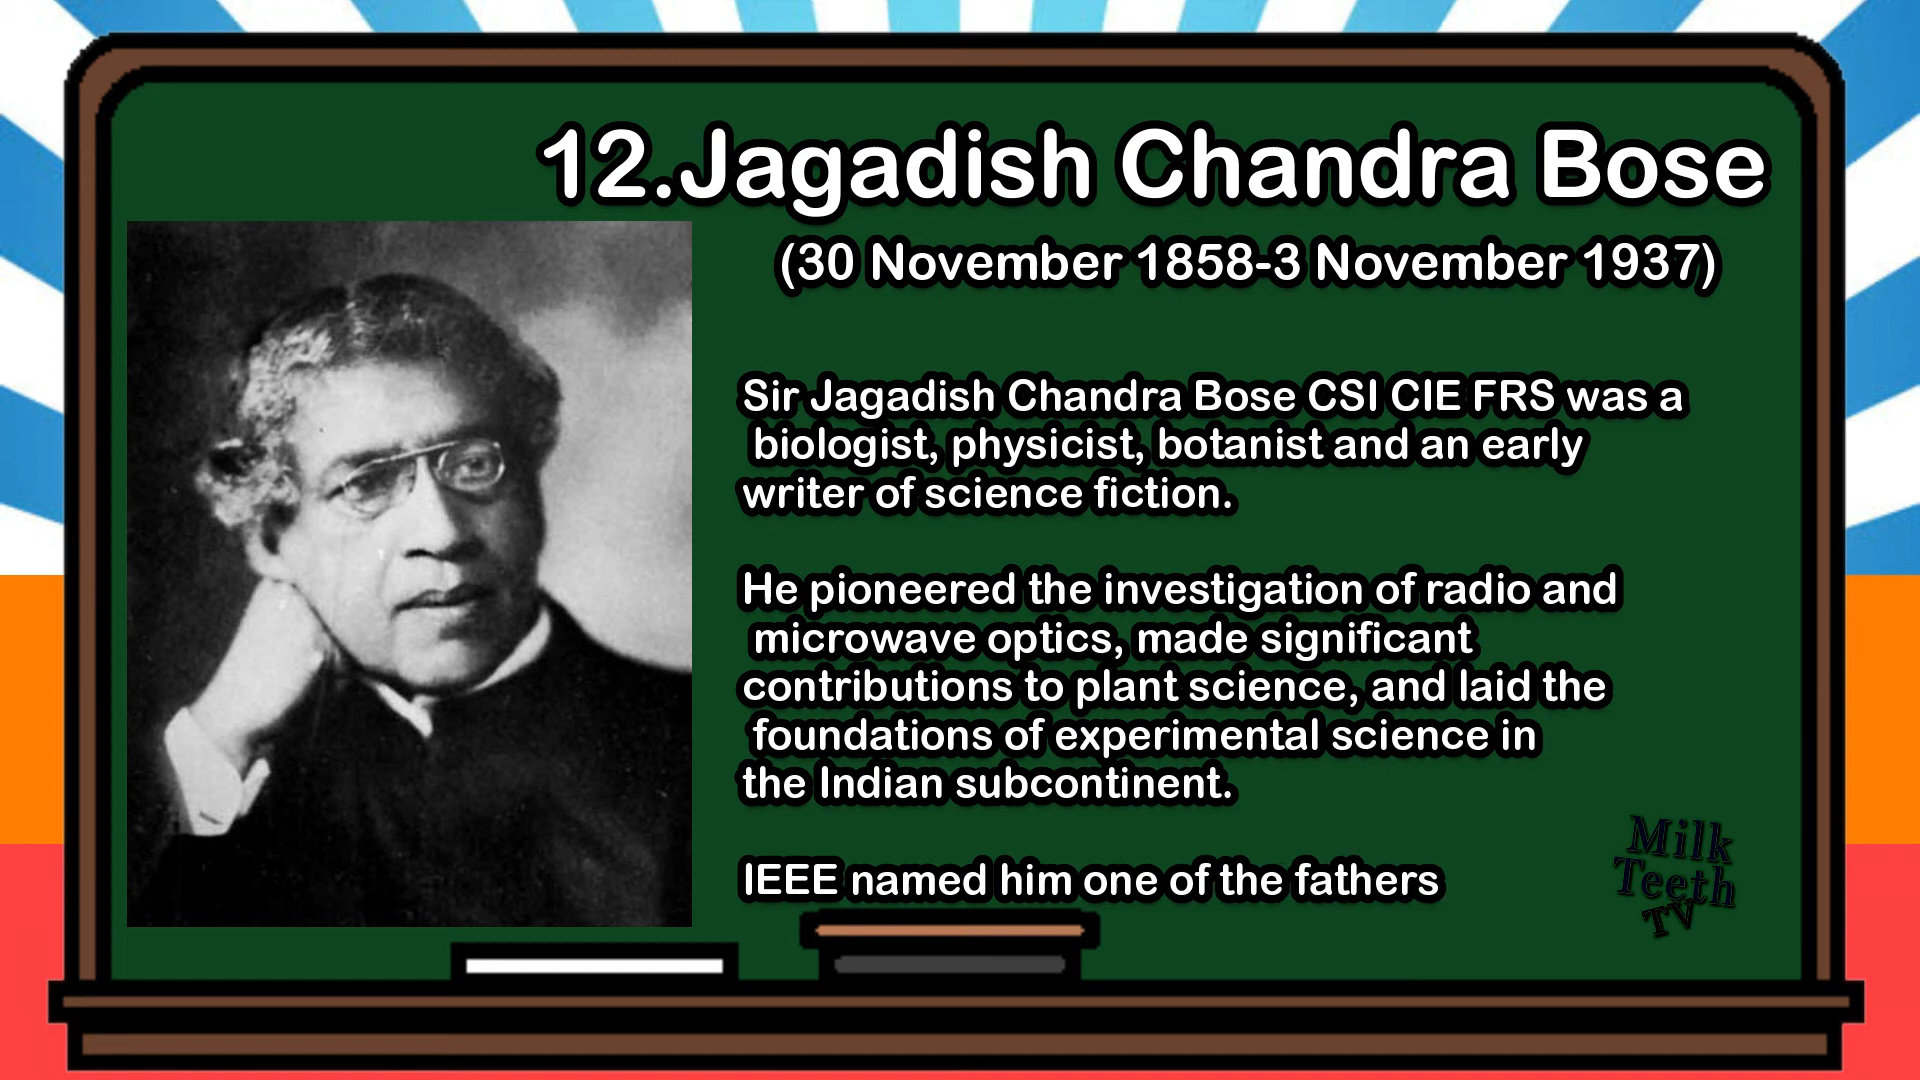 12.Jagadish Chandra Bose
(30 November 1858-3 November 1937)
Sir Jagadish Chandra Bose CSI CIE FRS was a
biologist, physicist, botanist and an early
writer of science fiction.
He pioneered the investigation of radio and
microwave optics, made significant
contributions to plant science, and laid the
foundations of experimental science in
the Indian subcontinent.
IEEE named him one of the fathers
Milk
Teeth
TV